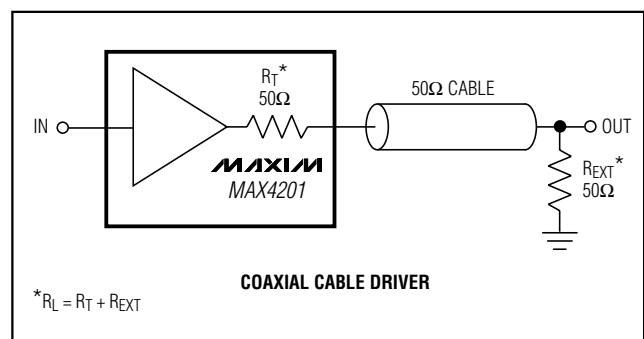 R_T*
50Ω
50Ω CABLE
IN
OUT
MAXIM
MAX4201
R_EXT*
50Ω
COAXIAL CABLE DRIVER
*R_L = R_T + R_EXT